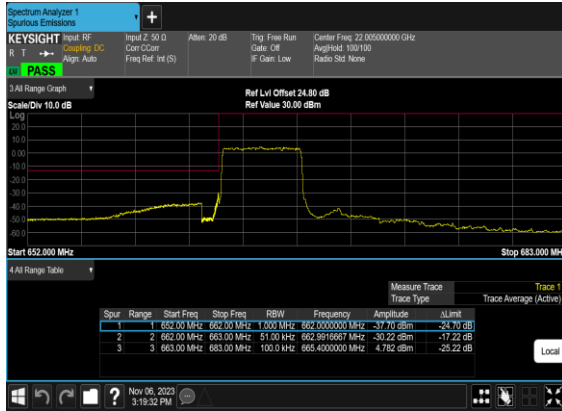 Spectrum Analyzer 1
Spurious Emissions
KEYSIGHT Input: RF Input Z: 50 Ω Atten: 20 dB Trig: Free Run Center Freq: 22.005000000 GHz
R T Coupling: DC Corr CCorr Gate: Off Avg|Hold: 100/100
Align: Auto Freq Ref: Int (S) IF Gain: Low Radio Std: None
PASS
3 All Range Graph
Ref Lvl Offset 24.80 dB
Scale/Div 10.0 dB Ref Value 30.00 dBm
Log
20.0
10.0
0.00
-10.0
-20.0
-30.0
-40.0
-50.0
-60.0
Start 652.000 MHz Stop 683.000 MH
4 All Range Table
Measure Trace Trace 1
Trace Type Trace Average (Active)
Spur Range Start Freq Stop Freq RBW Frequency Amplitude ΔLimit
1 1 652.00 MHz 662.00 MHz 1.000 MHz 662.0000000 MHz -37.70 dBm -24.70 dB
2 2 662.00 MHz 663.00 MHz 51.00 kHz 662.9916667 MHz -30.22 dBm -17.22 dB
3 3 663.00 MHz 683.00 MHz 100.0 kHz 665.4000000 MHz 4.782 dBm -25.22 dB
Local
Nov 06, 2023
3:19:32 PM